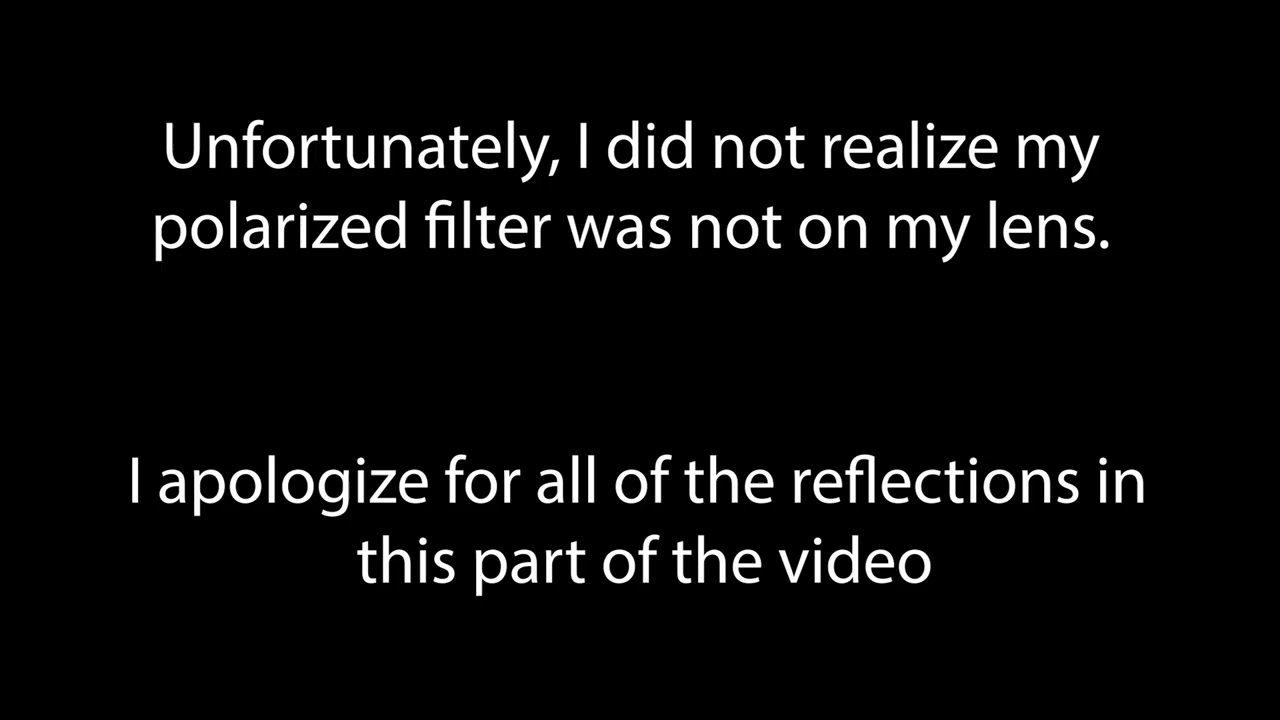 Unfortunately, I did not realize my
polarized filter was not on my lens.
I apologize for all of the reflections in
this part of the video